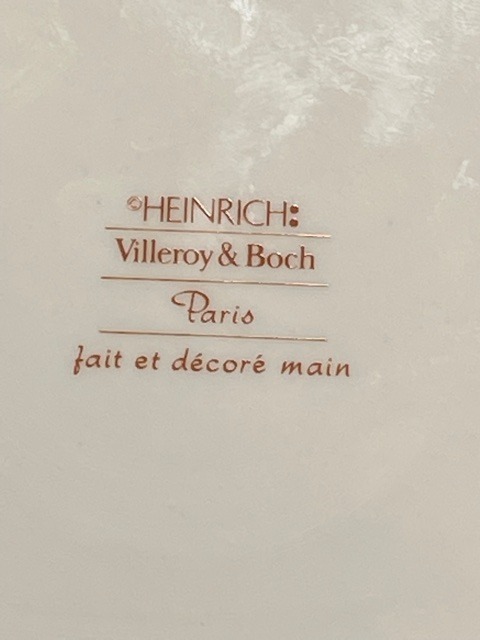 ©HEINRICH:
Villeroy & Boch
Paris
fait et décoré main